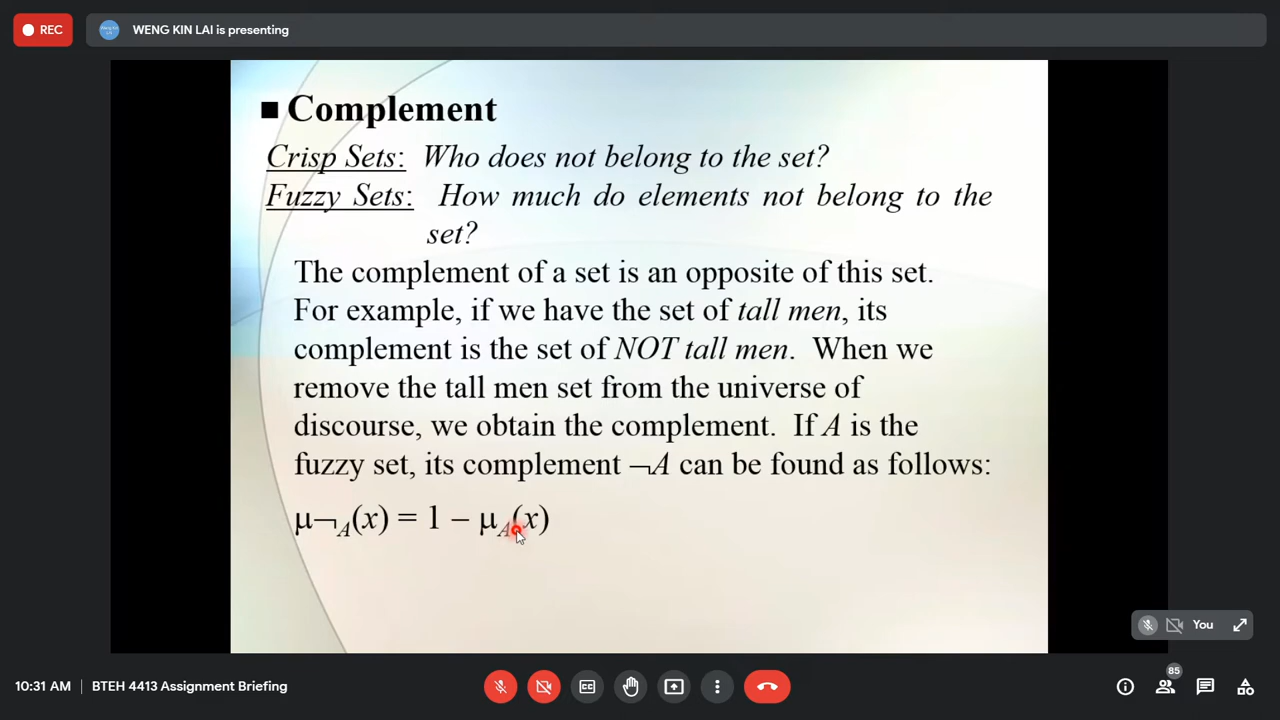 REC
WENG KIN LAI is presenting
■ Complement
Crisp Sets: Who does not belong to the set?
Fuzzy Sets: How much do elements not belong to the
set?
The complement of a set is an opposite of this set.
For example, if we have the set of tall men, its
complement is the set of NOT tall men. When we
remove the tall men set from the universe of
discourse, we obtain the complement. If A is the
fuzzy set, its complement ¬A can be found as follows:
μ¬A(x) = 1 – μA(x)
You
10:31 AM | BTEH 4413 Assignment Briefing
85